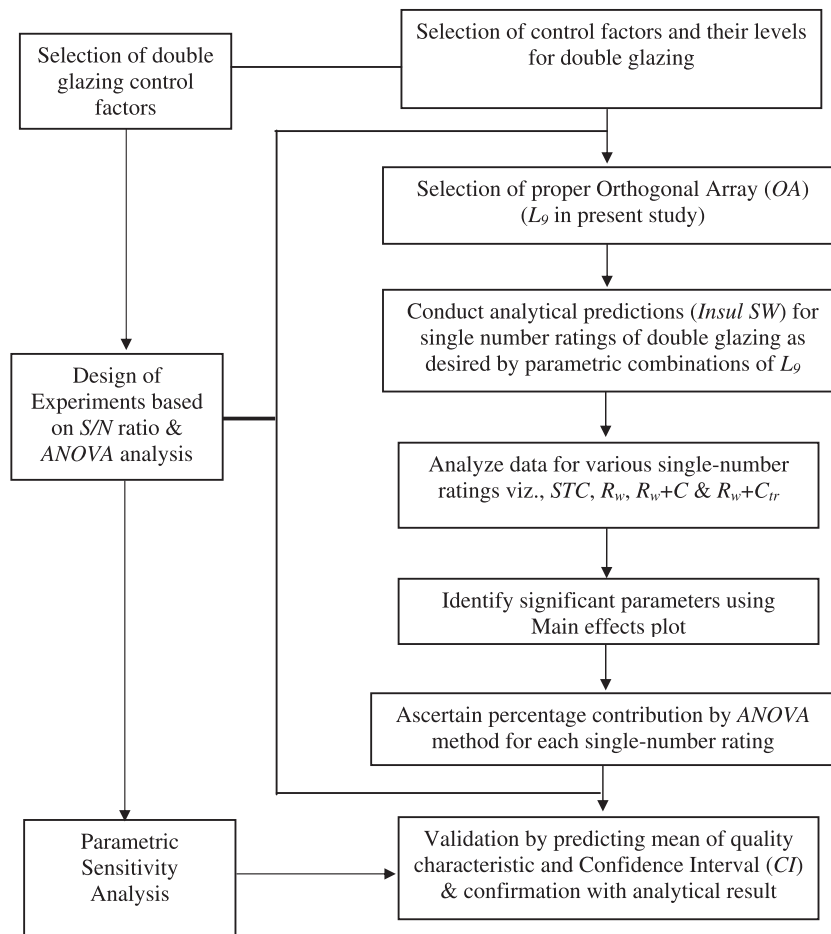 Selection of double
glazing control
factors
Selection of control factors and their levels
for double glazing
Selection of proper Orthogonal Array (OA)
(L9 in present study)
Conduct analytical predictions (Insul SW) for
single number ratings of double glazing as
desired by parametric combinations of L9
Design of
Experiments based
on S/N ratio &
ANOVA analysis
Analyze data for various single-number
ratings viz., STC, Rw, Rw+C & Rw+Ctr
Identify significant parameters using
Main effects plot
Ascertain percentage contribution by ANOVA
method for each single-number rating
Parametric
Sensitivity
Analysis
Validation by predicting mean of quality
characteristic and Confidence Interval (CI)
& confirmation with analytical result